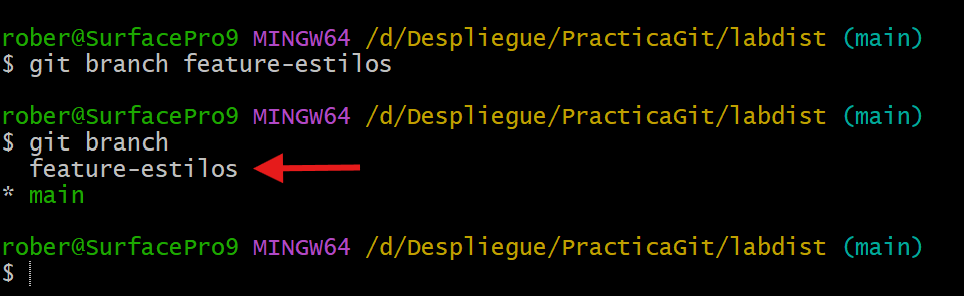 rober@SurfacePro9 MINGW64 /d/Despliegue/PracticaGit/labdist (main)
$ git branch feature-estilos
rober@SurfacePro9 MINGW64 /d/Despliegue/PracticaGit/labdist (main)
$ git branch
  feature-estilos
* main
rober@SurfacePro9 MINGW64 /d/Despliegue/PracticaGit/labdist (main)
$